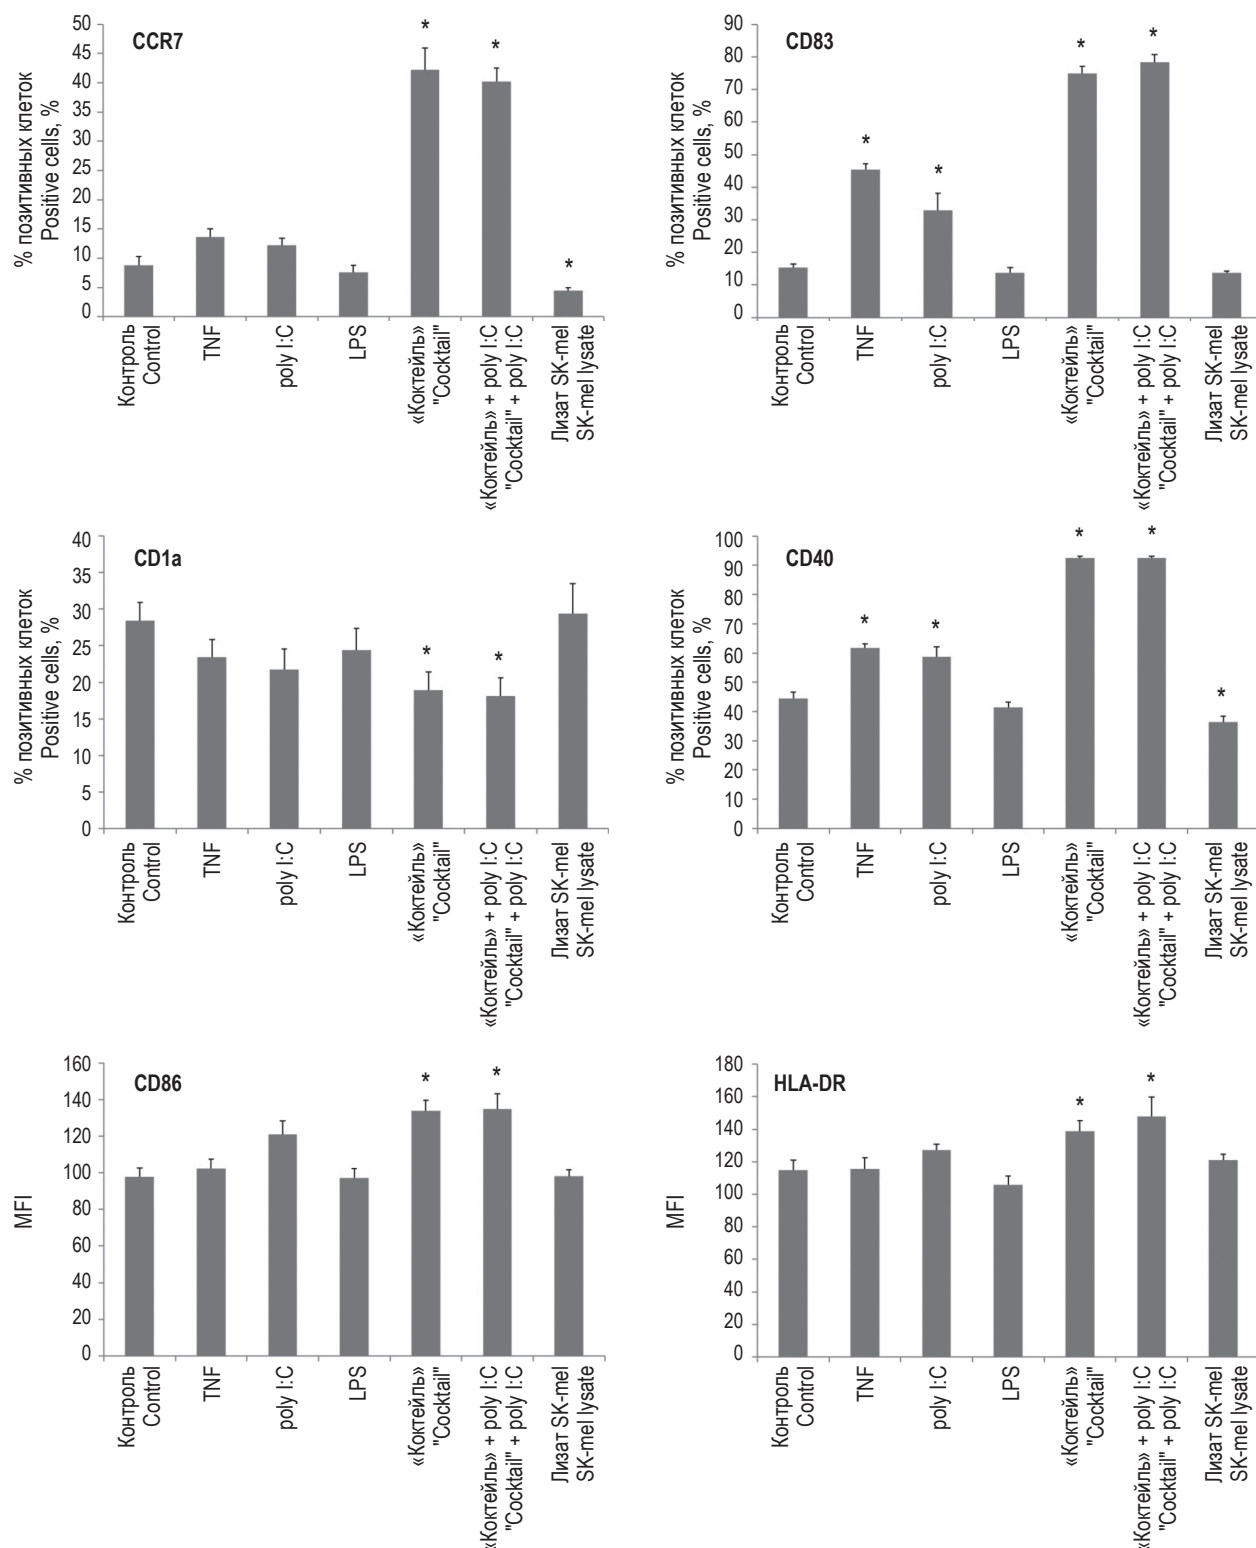 CCR7
% позитивных клеток
Positive cells, %
50
45
40
35
30
25
20
15
10
5
0
* * *
Контроль
Control
TNF
poly I:C
LPS
«Коктейль»
"Cocktail"
«Коктейль» + poly I:C
"Cocktail" + poly I:C
Лизат SK-mel
SK-mel lysate
CD83
% позитивных клеток
Positive cells, %
90
80
70
60
50
40
30
20
10
0
* * * *
Контроль
Control
TNF
poly I:C
LPS
«Коктейль»
"Cocktail"
«Коктейль» + poly I:C
"Cocktail" + poly I:C
Лизат SK-mel
SK-mel lysate
CD1a
% позитивных клеток
Positive cells, %
40
35
30
25
20
15
10
5
0
* *
Контроль
Control
TNF
poly I:C
LPS
«Коктейль»
"Cocktail"
«Коктейль» + poly I:C
"Cocktail" + poly I:C
Лизат SK-mel
SK-mel lysate
CD40
% позитивных клеток
Positive cells, %
100
90
80
70
60
50
40
30
20
10
0
* * * * *
Контроль
Control
TNF
poly I:C
LPS
«Коктейль»
"Cocktail"
«Коктейль» + poly I:C
"Cocktail" + poly I:C
Лизат SK-mel
SK-mel lysate
CD86
MFI
160
140
120
100
80
60
40
20
0
* *
Контроль
Control
TNF
poly I:C
LPS
«Коктейль»
"Cocktail"
«Коктейль» + poly I:C
"Cocktail" + poly I:C
Лизат SK-mel
SK-mel lysate
HLA-DR
MFI
180
160
140
120
100
80
60
40
20
0
* *
Контроль
Control
TNF
poly I:C
LPS
«Коктейль»
"Cocktail"
«Коктейль» + poly I:C
"Cocktail" + poly I:C
Лизат SK-mel
SK-mel lysate